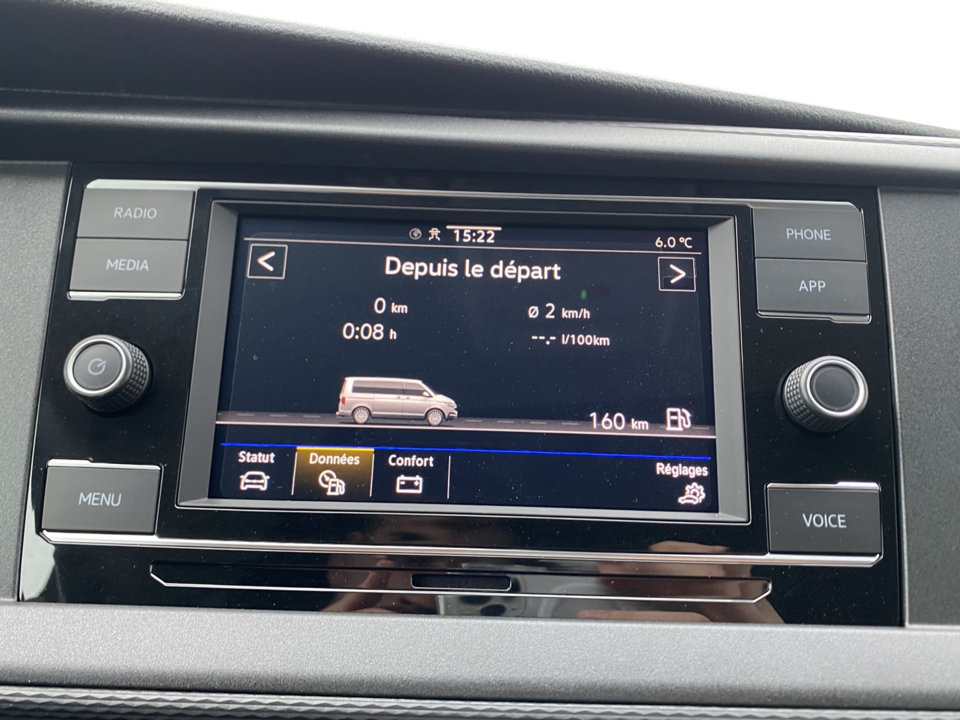 RADIO
MEDIA
MENU
15:22
6.0 °C
<
Depuis le départ
>
0 km
Ø 2 km/h
0:08 h
--.- l/100km
160 km
Statut
Données
Confort
Réglages
PHONE
APP
VOICE